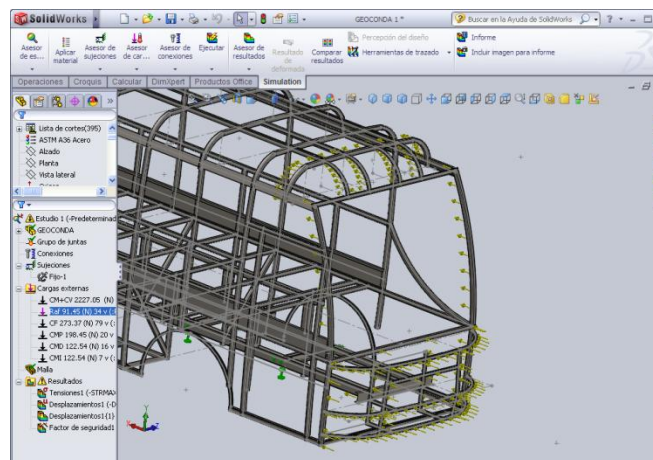 SolidWorks
GEOCONDA 1 *
Buscar en la Ayuda de SolidWorks
Asesor de es...
Aplicar material
Asesor de sujeciones
Asesor de car...
Asesor de conexiones
Ejecutar
Asesor de resultados
Resultado de deformada
Comparar resultados
Percepción del diseño
Herramientas de trazado
Informe
Incluir imagen para informe
Operaciones Croquis Calcular DimXpert Productos Office Simulation
Lista de cortes(395)
ASTM A36 Acero
Alzado
Planta
Vista lateral
Estudio 1 (-Predeterminad
GEOCONDA
Grupo de juntas
Conexiones
Sujeciones
Fijo-1
Cargas externas
CM+CV 2227.05 (N)
Raf 91.45 (N) 34 v (:
CF 273.37 (N) 79 v (:
CMP 198.45 (N) 20 v
CMD 122.54 (N) 16 v
CMI 122.54 (N) 7 v (:
Malla
Resultados
Tensiones1 (-STRMA
Desplazamientos1 (-D
Desplazamientos1{1}
Factor de seguridad1